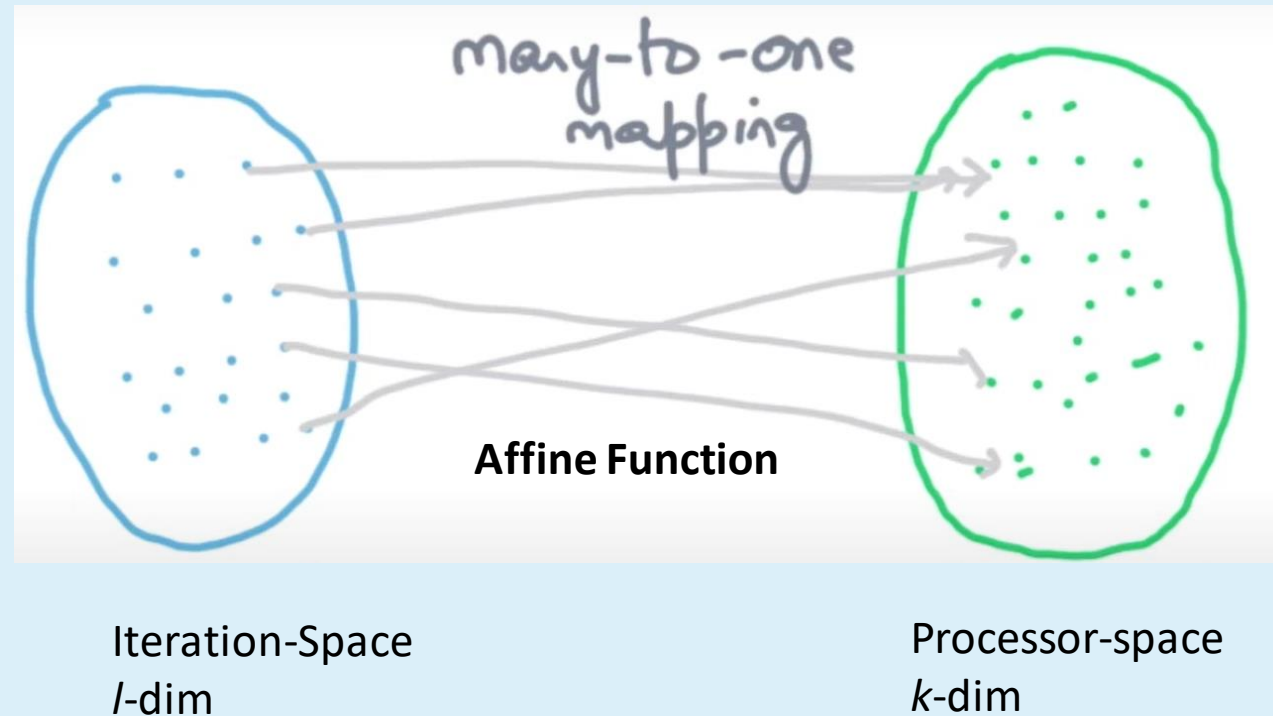 many-to-one
mapping
Affine Function
Iteration-Space
l-dim
Processor-space
k-dim